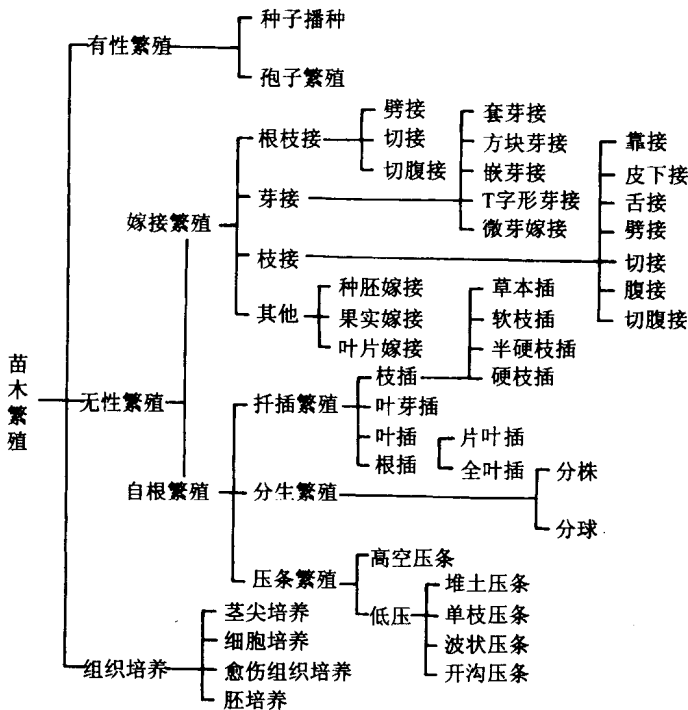 有性繁殖
种子播种
孢子繁殖
嫁接繁殖
根枝接
劈接
切接
切腹接
芽接
套芽接
方块芽接
嵌芽接
T字形芽接
微芽嫁接
枝接
靠接
皮下接
舌接
劈接
切接
腹接
切腹接
其他
种胚嫁接
果实嫁接
叶片嫁接
苗木繁殖
无性繁殖
自根繁殖
扦插繁殖
枝插
草本插
软枝插
半硬枝插
硬枝插
叶芽插
叶插
片叶插
全叶插
根插
分生繁殖
分株
分球
压条繁殖
高空压条
低压
堆土压条
单枝压条
波状压条
开沟压条
组织培养
茎尖培养
细胞培养
愈伤组织培养
胚培养